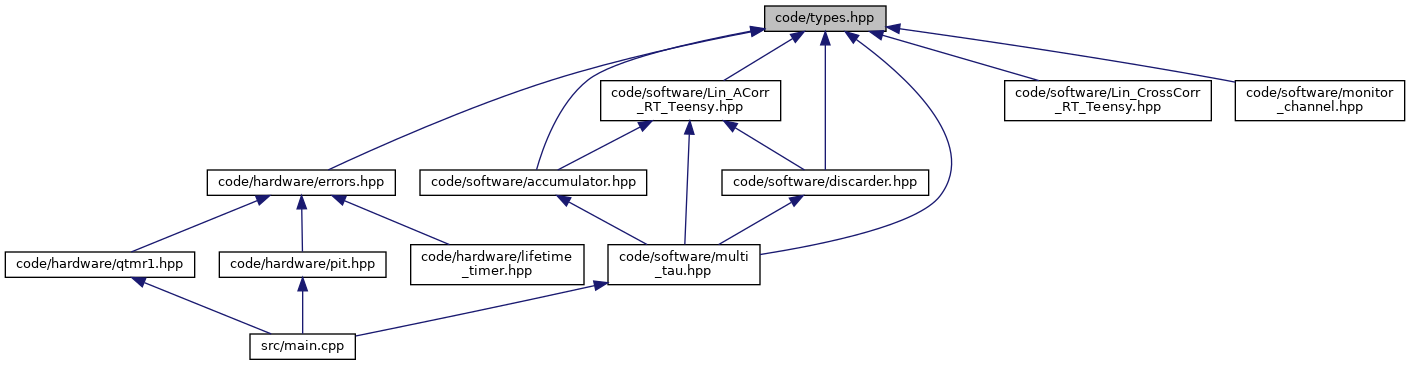 code/types.hpp
code/software/Lin_ACorr
_RT_Teensy.hpp
code/software/Lin_CrossCorr
_RT_Teensy.hpp
code/software/monitor
_channel.hpp
code/hardware/errors.hpp
code/software/accumulator.hpp
code/software/discarder.hpp
code/hardware/qtmr1.hpp
code/hardware/pit.hpp
code/hardware/lifetime
_timer.hpp
code/software/multi
_tau.hpp
src/main.cpp